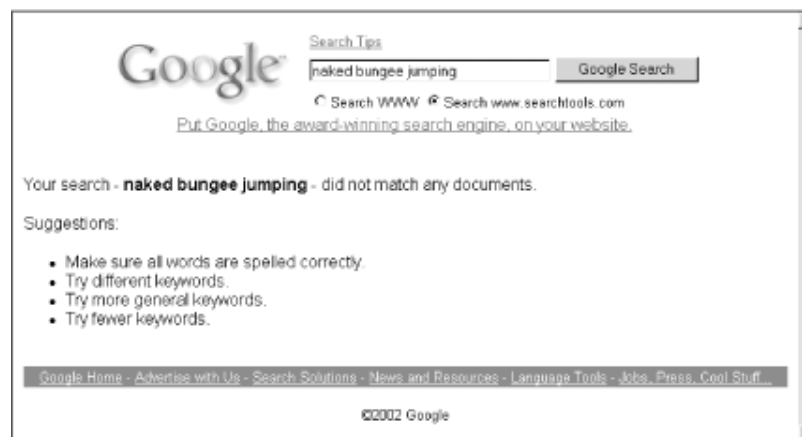 Google
Search Tips
naked bungee jumping Google Search
Search WWW Search www.searchtools.com
Put Google, the award-winning search engine, on your website.
Your search - naked bungee jumping - did not match any documents.
Suggestions:
• Make sure all words are spelled correctly.
• Try different keywords.
• Try more general keywords.
• Try fewer keywords.
Google Home - Advertise with Us - Search Solutions - News and Resources - Language Tools - Jobs, Press, Cool Stuff...
©2002 Google